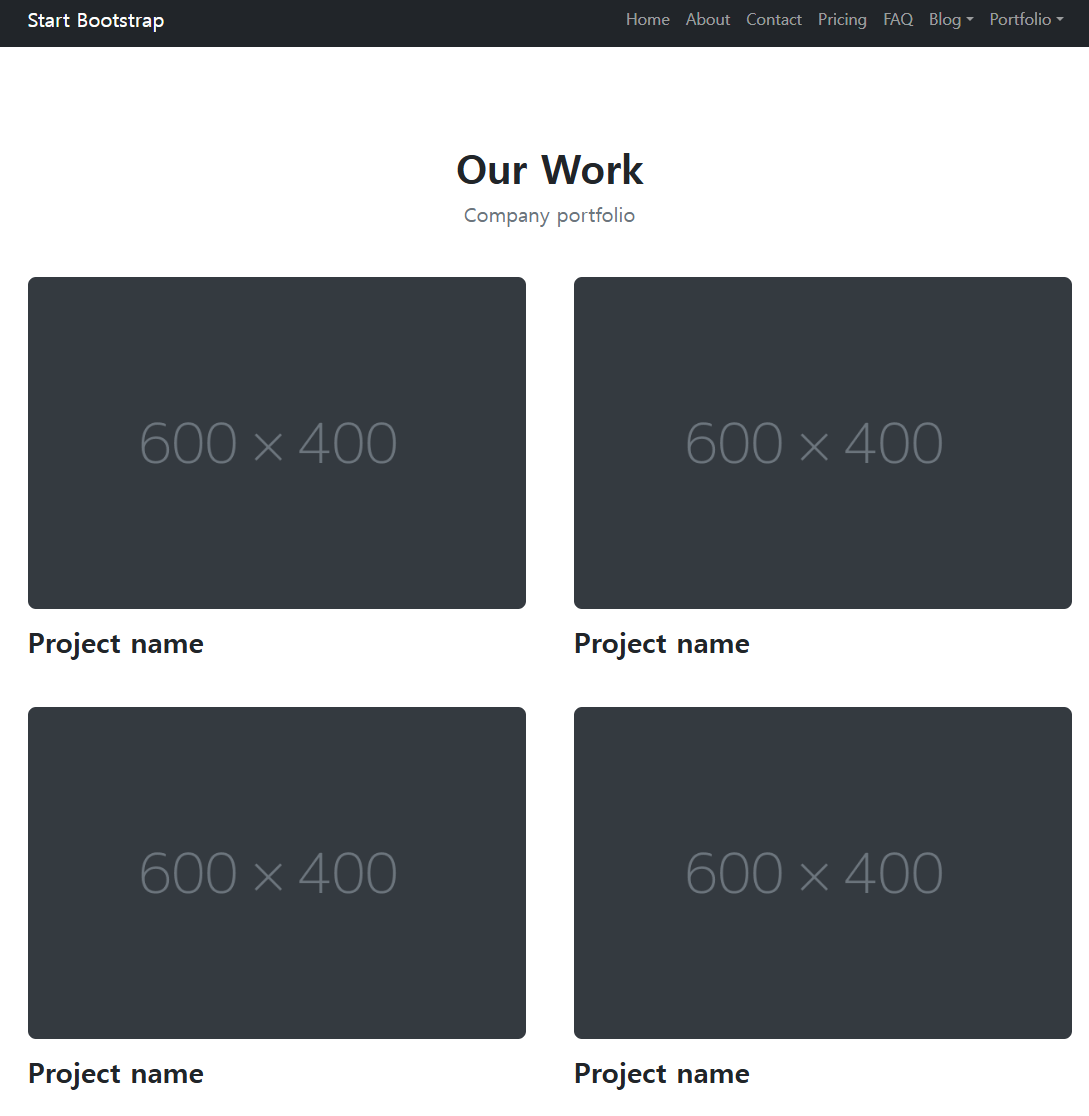 Start Bootstrap
Home About Contact Pricing FAQ Blog Portfolio
Our Work
Company portfolio
600 × 400
600 × 400
Project name
Project name
600 × 400
600 × 400
Project name
Project name